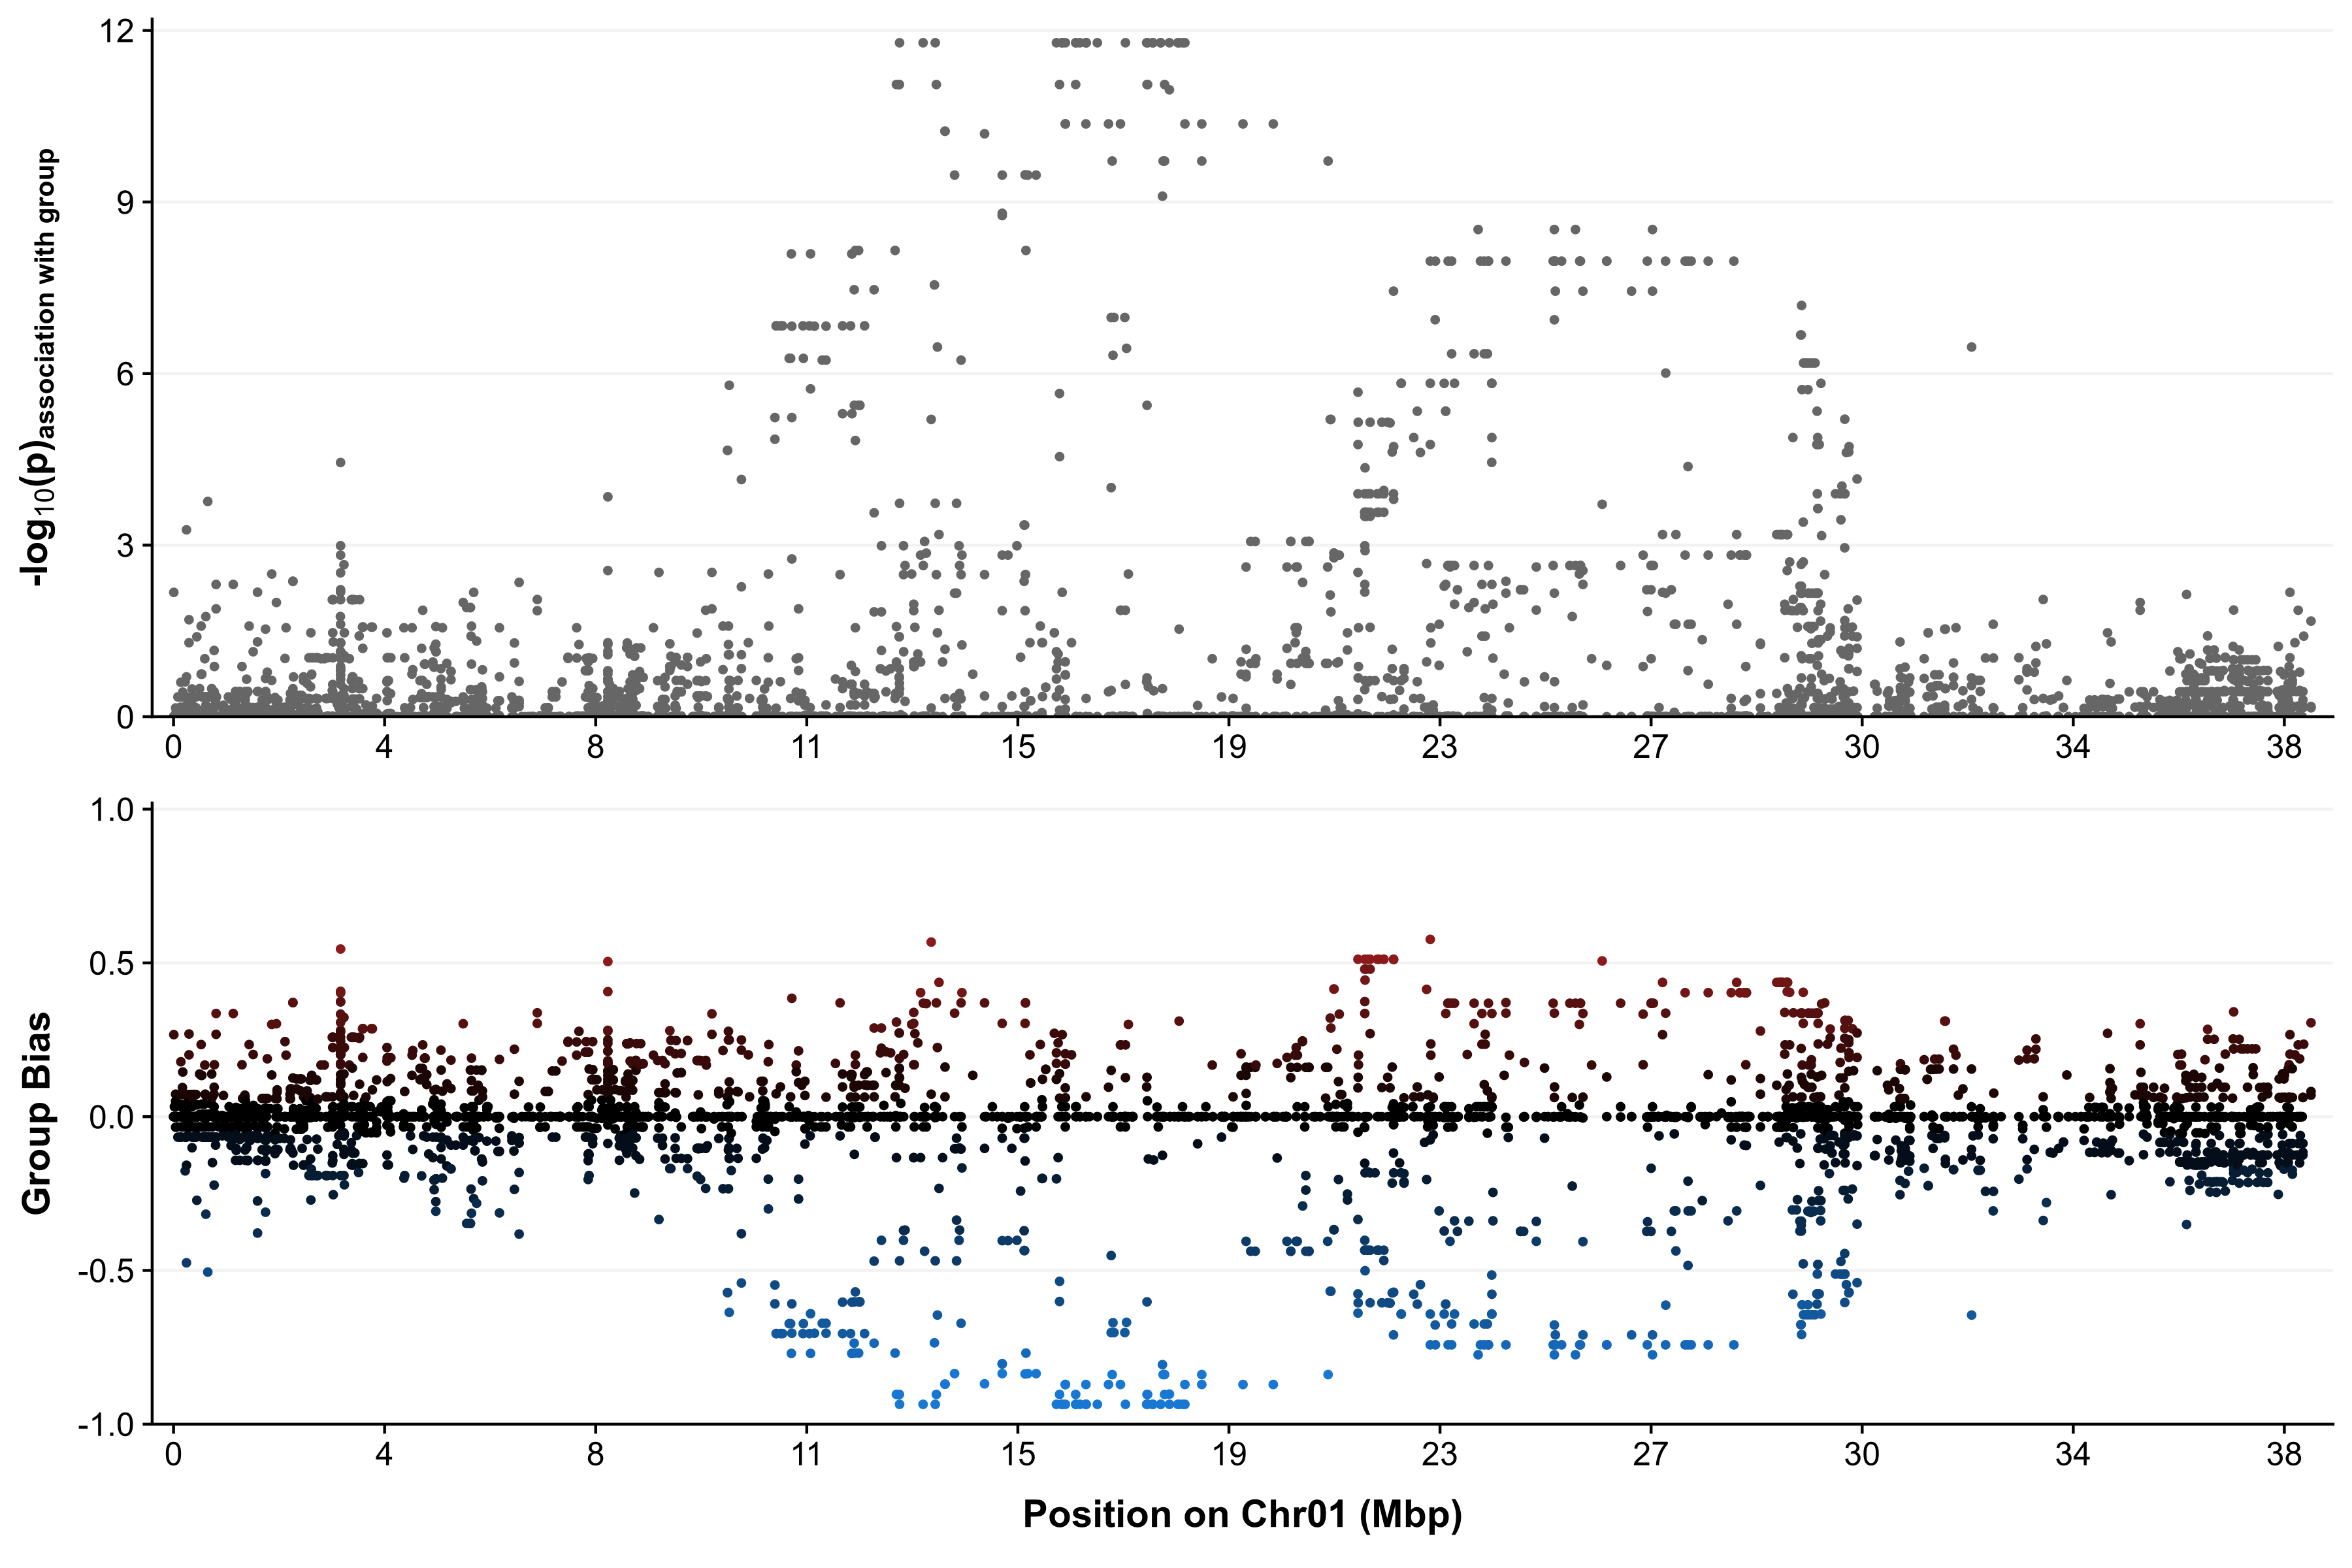 12
9
6
3
0
-log10(p)association with group
0 4 8 11 15 19 23 27 30 34 38
1.0
0.5
0.0
-0.5
-1.0
Group Bias
0 4 8 11 15 19 23 27 30 34 38
Position on Chr01 (Mbp)